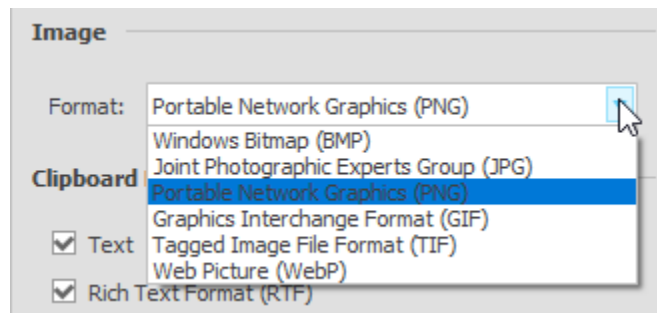 Image
Format: Portable Network Graphics (PNG)
Windows Bitmap (BMP)
Joint Photographic Experts Group (JPG)
Clipboard
Portable Network Graphics (PNG)
Graphics Interchange Format (GIF)
Text
Tagged Image File Format (TIF)
Web Picture (WebP)
Rich Text Format (RTF)